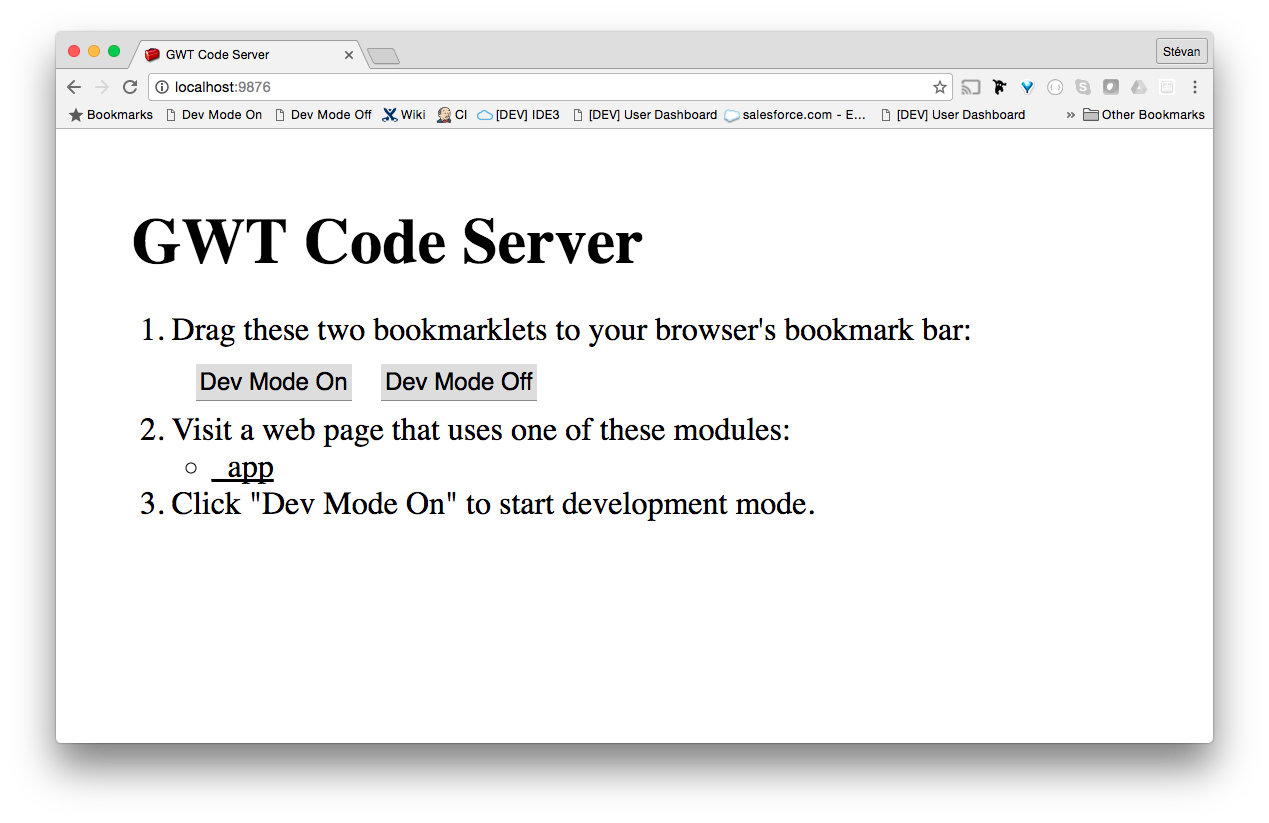 GWT Code Server
Stévan
localhost:9876
Bookmarks Dev Mode On Dev Mode Off Wiki CI [DEV] IDE3 [DEV] User Dashboard salesforce.com - E... [DEV] User Dashboard » Other Bookmarks
GWT Code Server
1. Drag these two bookmarklets to your browser's bookmark bar:
Dev Mode On Dev Mode Off
2. Visit a web page that uses one of these modules:
_app
3. Click "Dev Mode On" to start development mode.